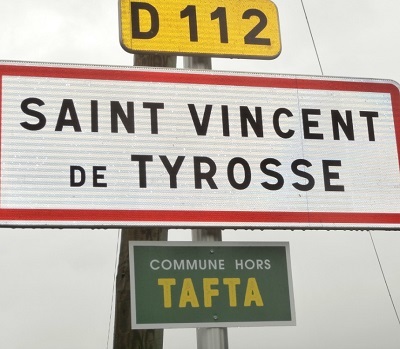 D 112
SAINT VINCENT
DE TYROSSE
COMMUNE HORS
TAFTA